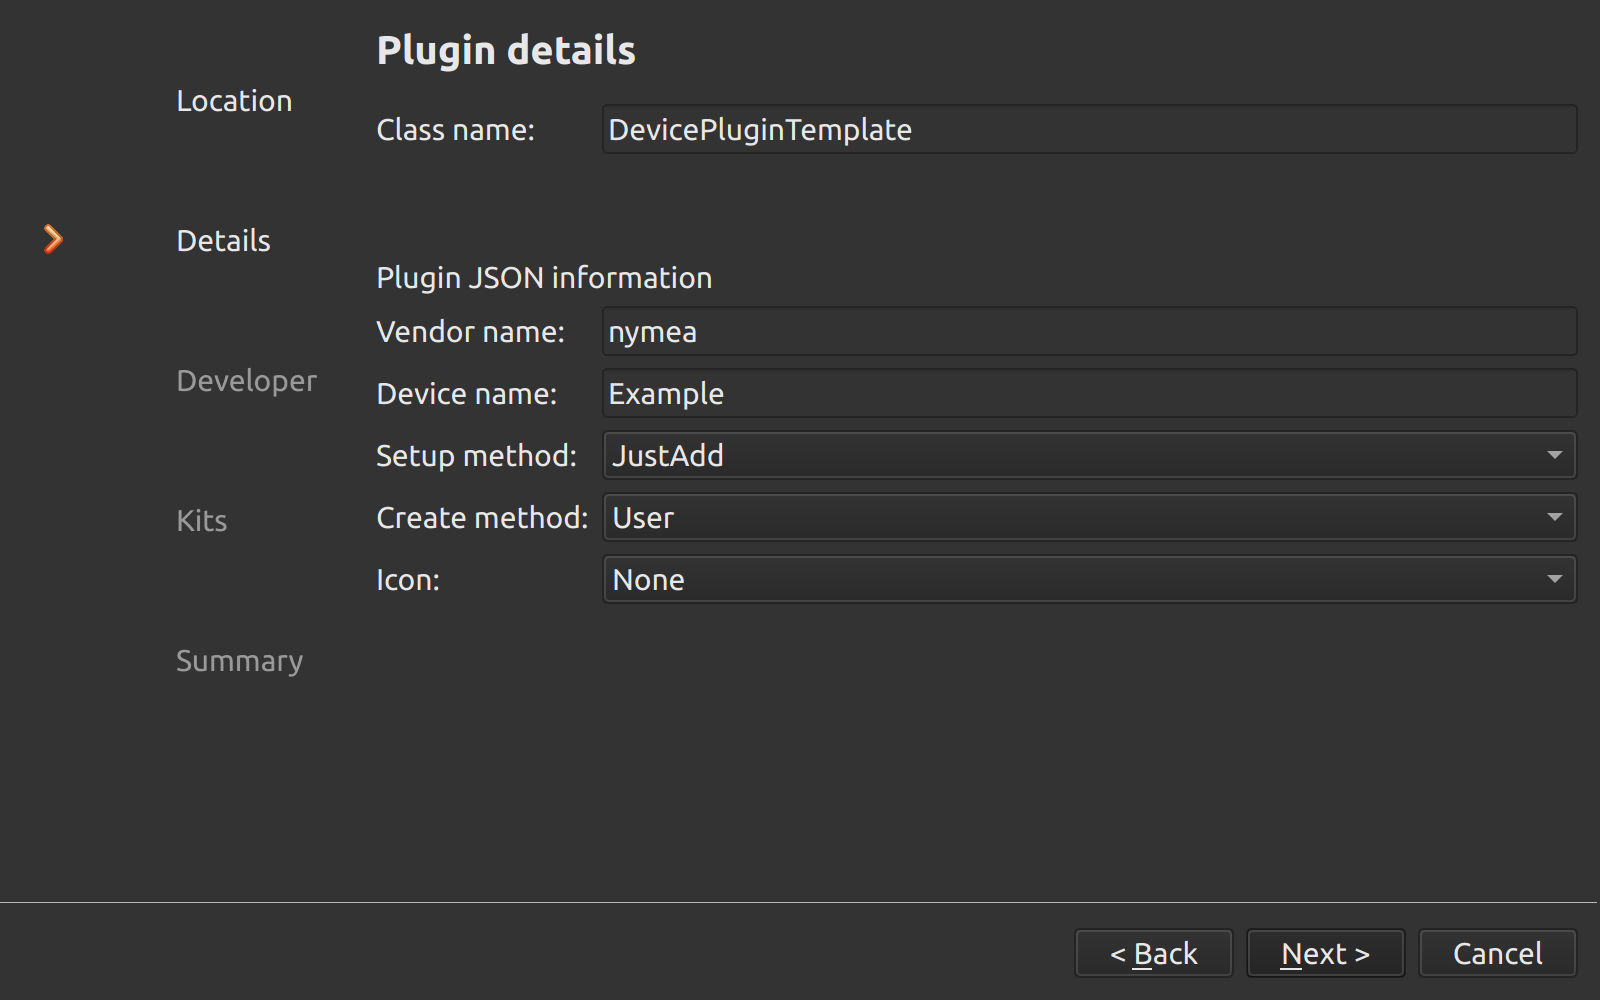 Plugin details
Location
Details
Developer
Kits
Summary
Class name: DevicePluginTemplate
Plugin JSON information
Vendor name: nymea
Device name: Example
Setup method: JustAdd
Create method: User
Icon: None
< Back Next > Cancel